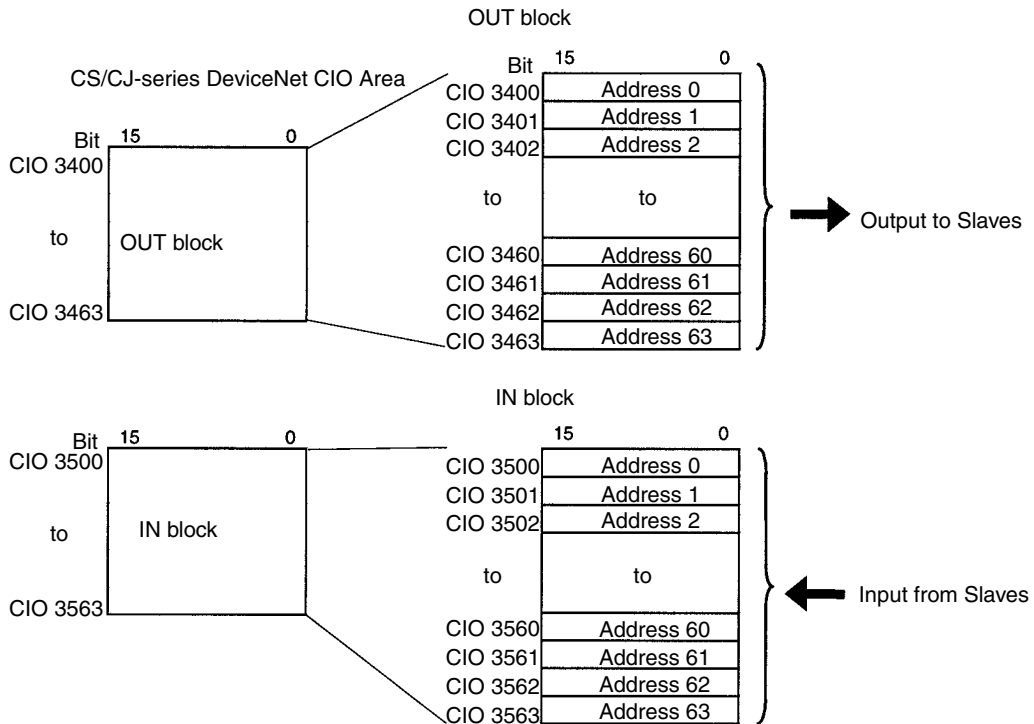 OUT block
CS/CJ-series DeviceNet CIO Area
Bit 15 0
CIO 3400
to
OUT block
CIO 3463
Bit 15 0
CIO 3400 Address 0
CIO 3401 Address 1
CIO 3402 Address 2
to to
CIO 3460 Address 60
CIO 3461 Address 61
CIO 3462 Address 62
CIO 3463 Address 63
Output to Slaves
IN block
Bit 15 0
CIO 3500
to
IN block
CIO 3563
15 0
CIO 3500 Address 0
CIO 3501 Address 1
CIO 3502 Address 2
to to
CIO 3560 Address 60
CIO 3561 Address 61
CIO 3562 Address 62
CIO 3563 Address 63
Input from Slaves